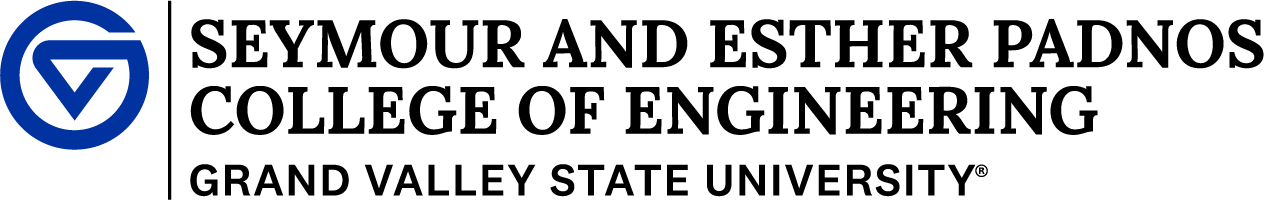 SEYMOUR AND ESTHER PADNOS
COLLEGE OF ENGINEERING
GRAND VALLEY STATE UNIVERSITY®